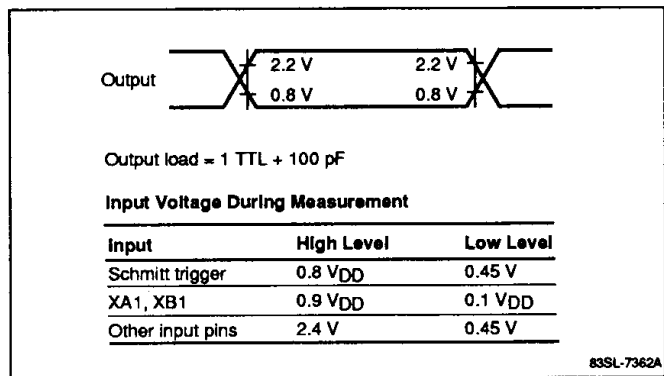 Output
2.2 V 2.2 V
0.8 V 0.8 V
Output load = 1 TTL + 100 pF
Input Voltage During Measurement
Input High Level Low Level
Schmitt trigger 0.8 VDD 0.45 V
XA1, XB1 0.9 VDD 0.1 VDD
Other input pins 2.4 V 0.45 V
83SL-7362A